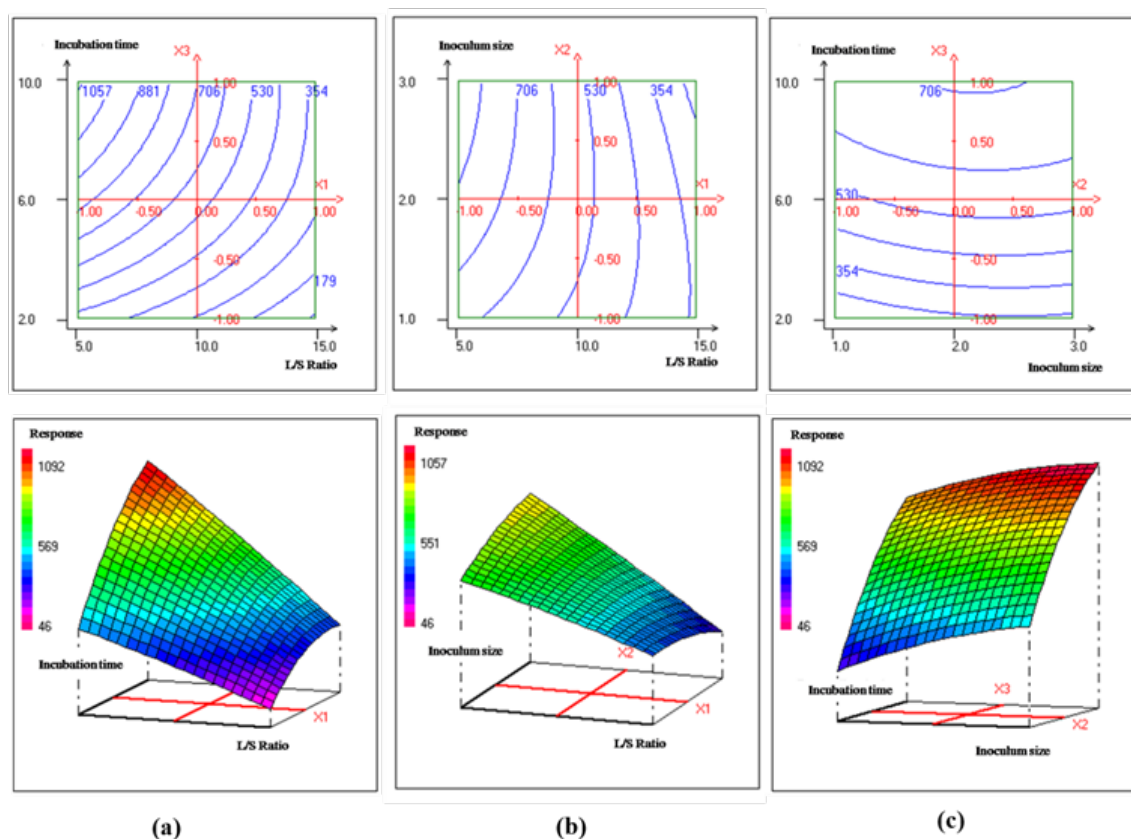 Incubation time
X3
10.0
1057
881
706
1.00
530
354
0.50
X1
6.0
1.00
-0.50
0.00
0.50
1.00
-0.50
179
2.0
-1.00
5.0
10.0
15.0
L/S Ratio
Inoculum size
X2
3.0
706
1.00
530
354
0.50
X1
2.0
1.00
-0.50
0.00
0.50
1.00
-0.50
1.0
-1.00
5.0
10.0
15.0
L/S Ratio
Incubation time
X3
10.0
706
1.00
0.50
530
X2
6.0
1.00
-0.50
0.00
0.50
1.00
354
-0.50
2.0
-1.00
1.0
2.0
3.0
Inoculum size
Response
1092
569
46
Incubation time
X1
L/S Ratio
Response
1057
551
46
Inoculum size
X2
X1
L/S Ratio
Response
1092
569
46
Incubation time
X3
X2
Inoculum size
(a)
(b)
(c)